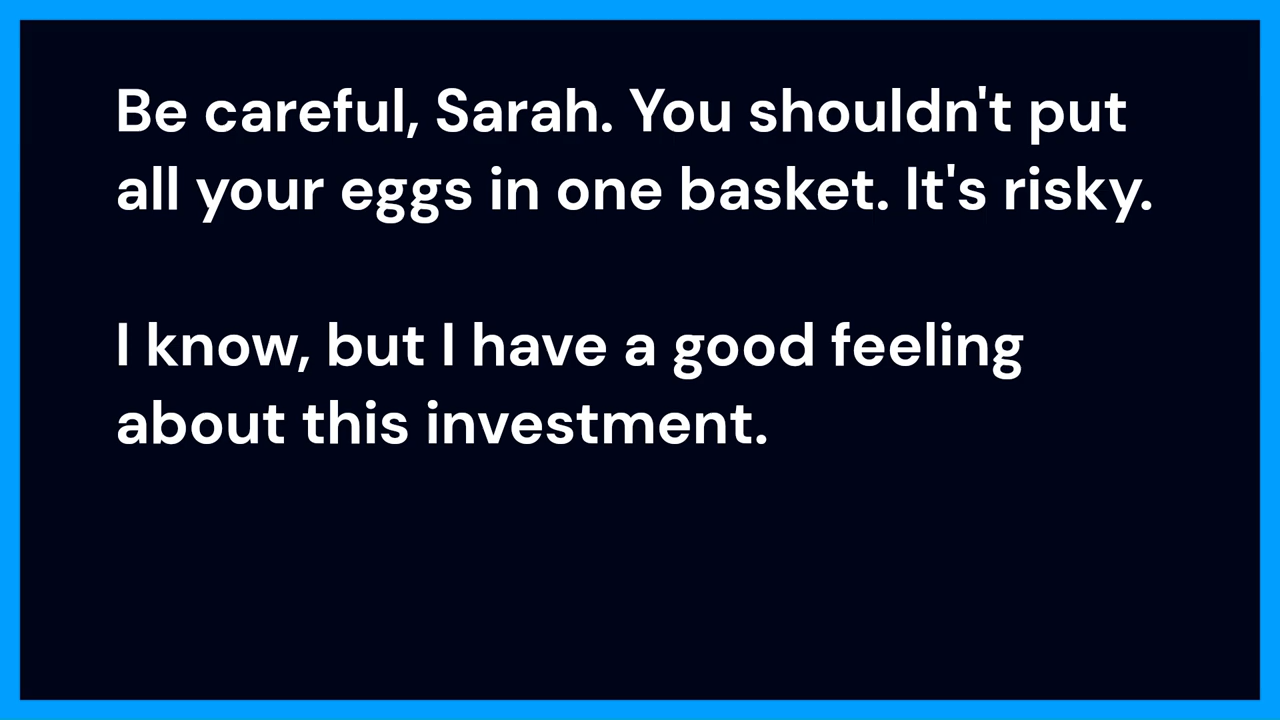 Be careful, Sarah. You shouldn't put
all your eggs in one basket. It's risky.
I know, but I have a good feeling
about this investment.